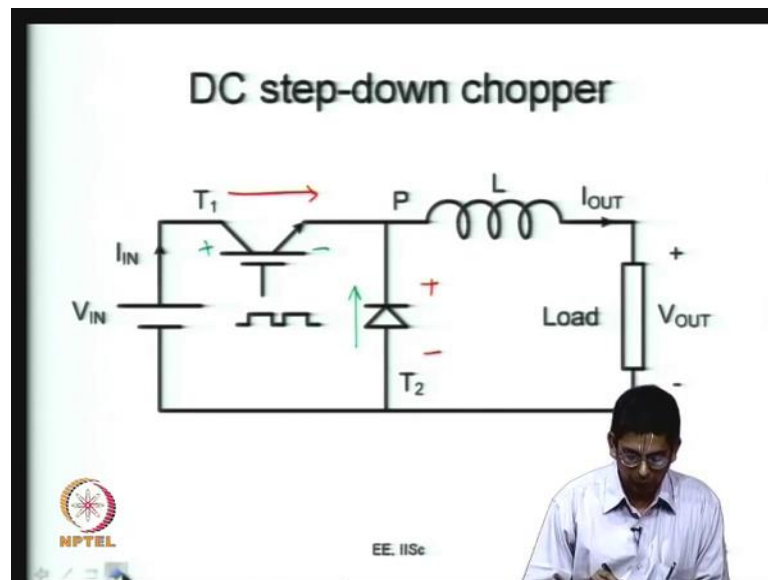 DC step-down chopper
T1
P
L
IOUT
+
-
IIN
+
+
VIN
Load
VOUT
-
T2
-
NPTEL
EE, IISc